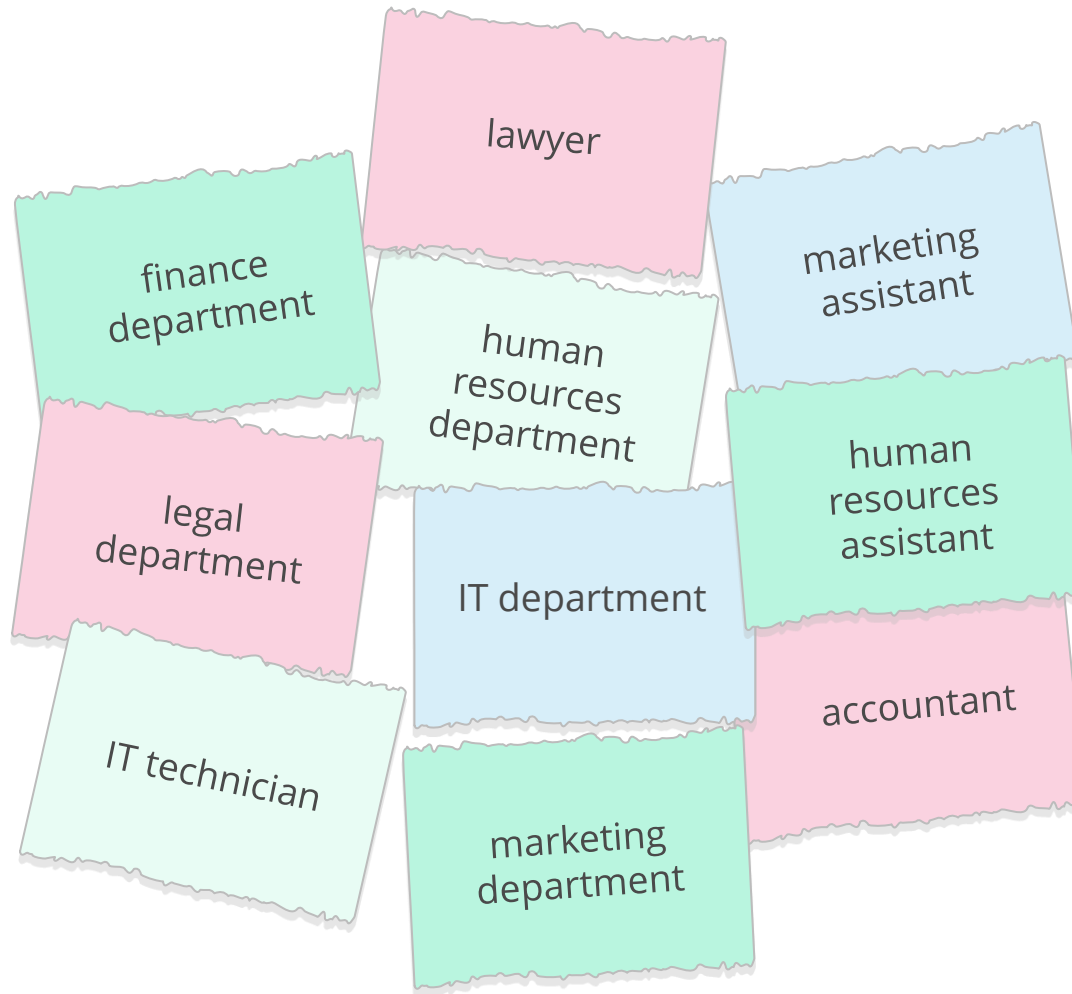 lawyer
marketing
assistant
finance
department
human
resources
department
human
resources
assistant
legal
department
IT department
accountant
IT technician
marketing
department